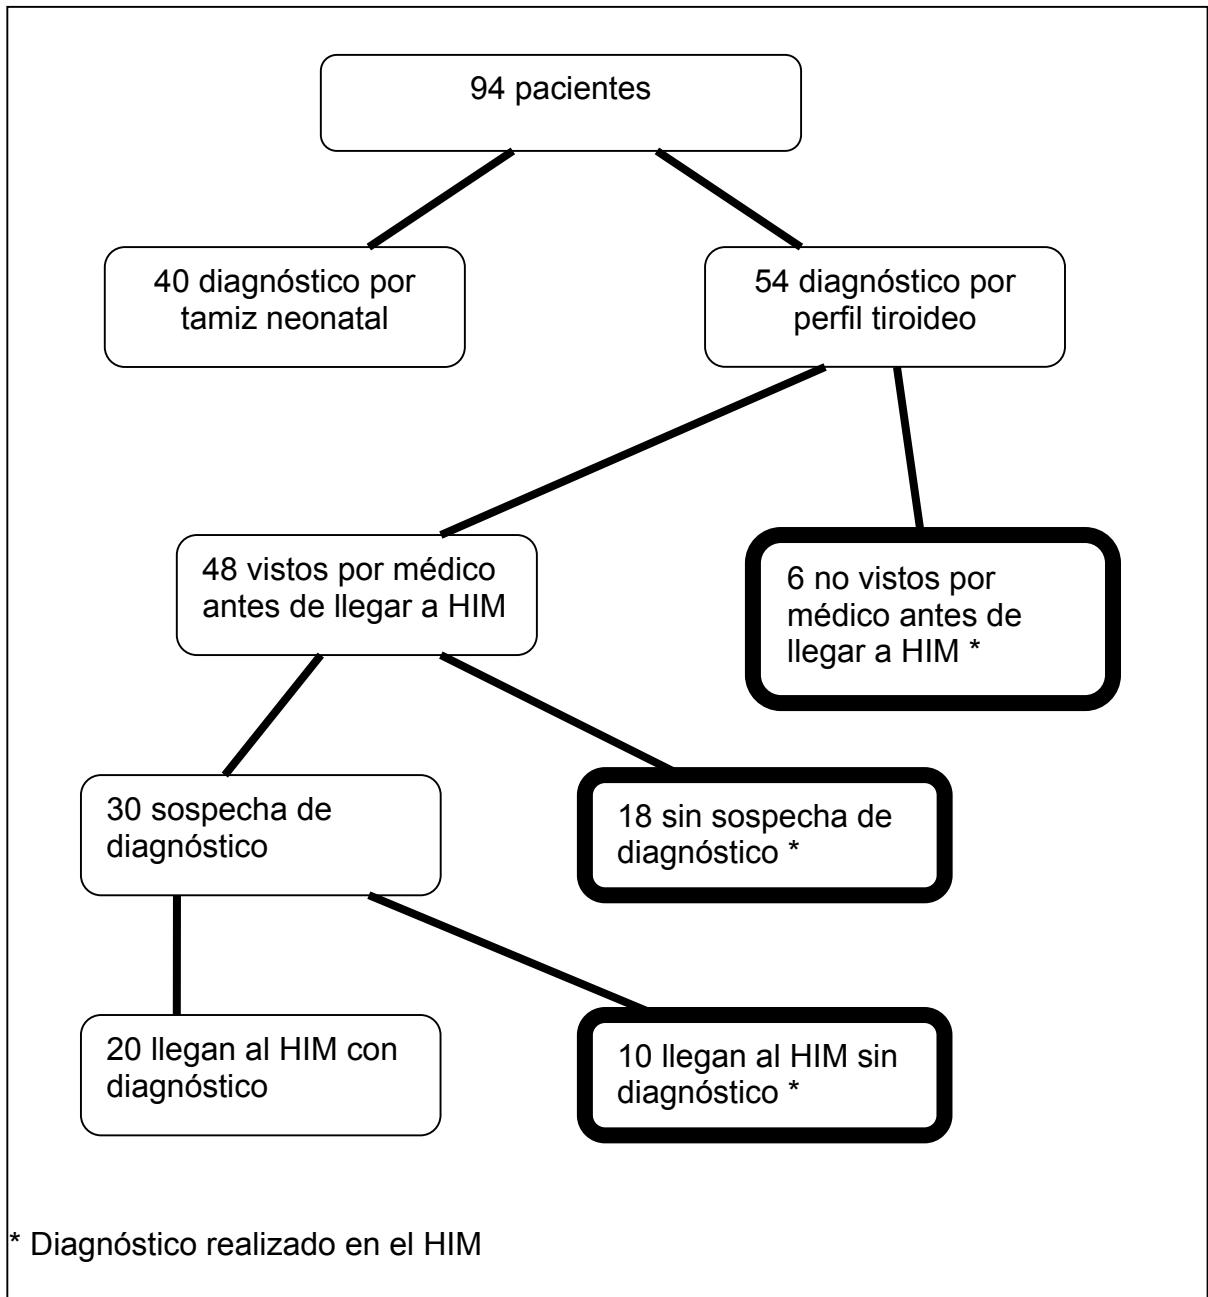 94 pacientes
40 diagnóstico por
tamiz neonatal
54 diagnóstico por
perfil tiroideo
48 vistos por médico
antes de llegar a HIM
6 no vistos por
médico antes de
llegar a HIM *
30 sospecha de
diagnóstico
18 sin sospecha de
diagnóstico *
20 llegan al HIM con
diagnóstico
10 llegan al HIM sin
diagnóstico *
* Diagnóstico realizado en el HIM